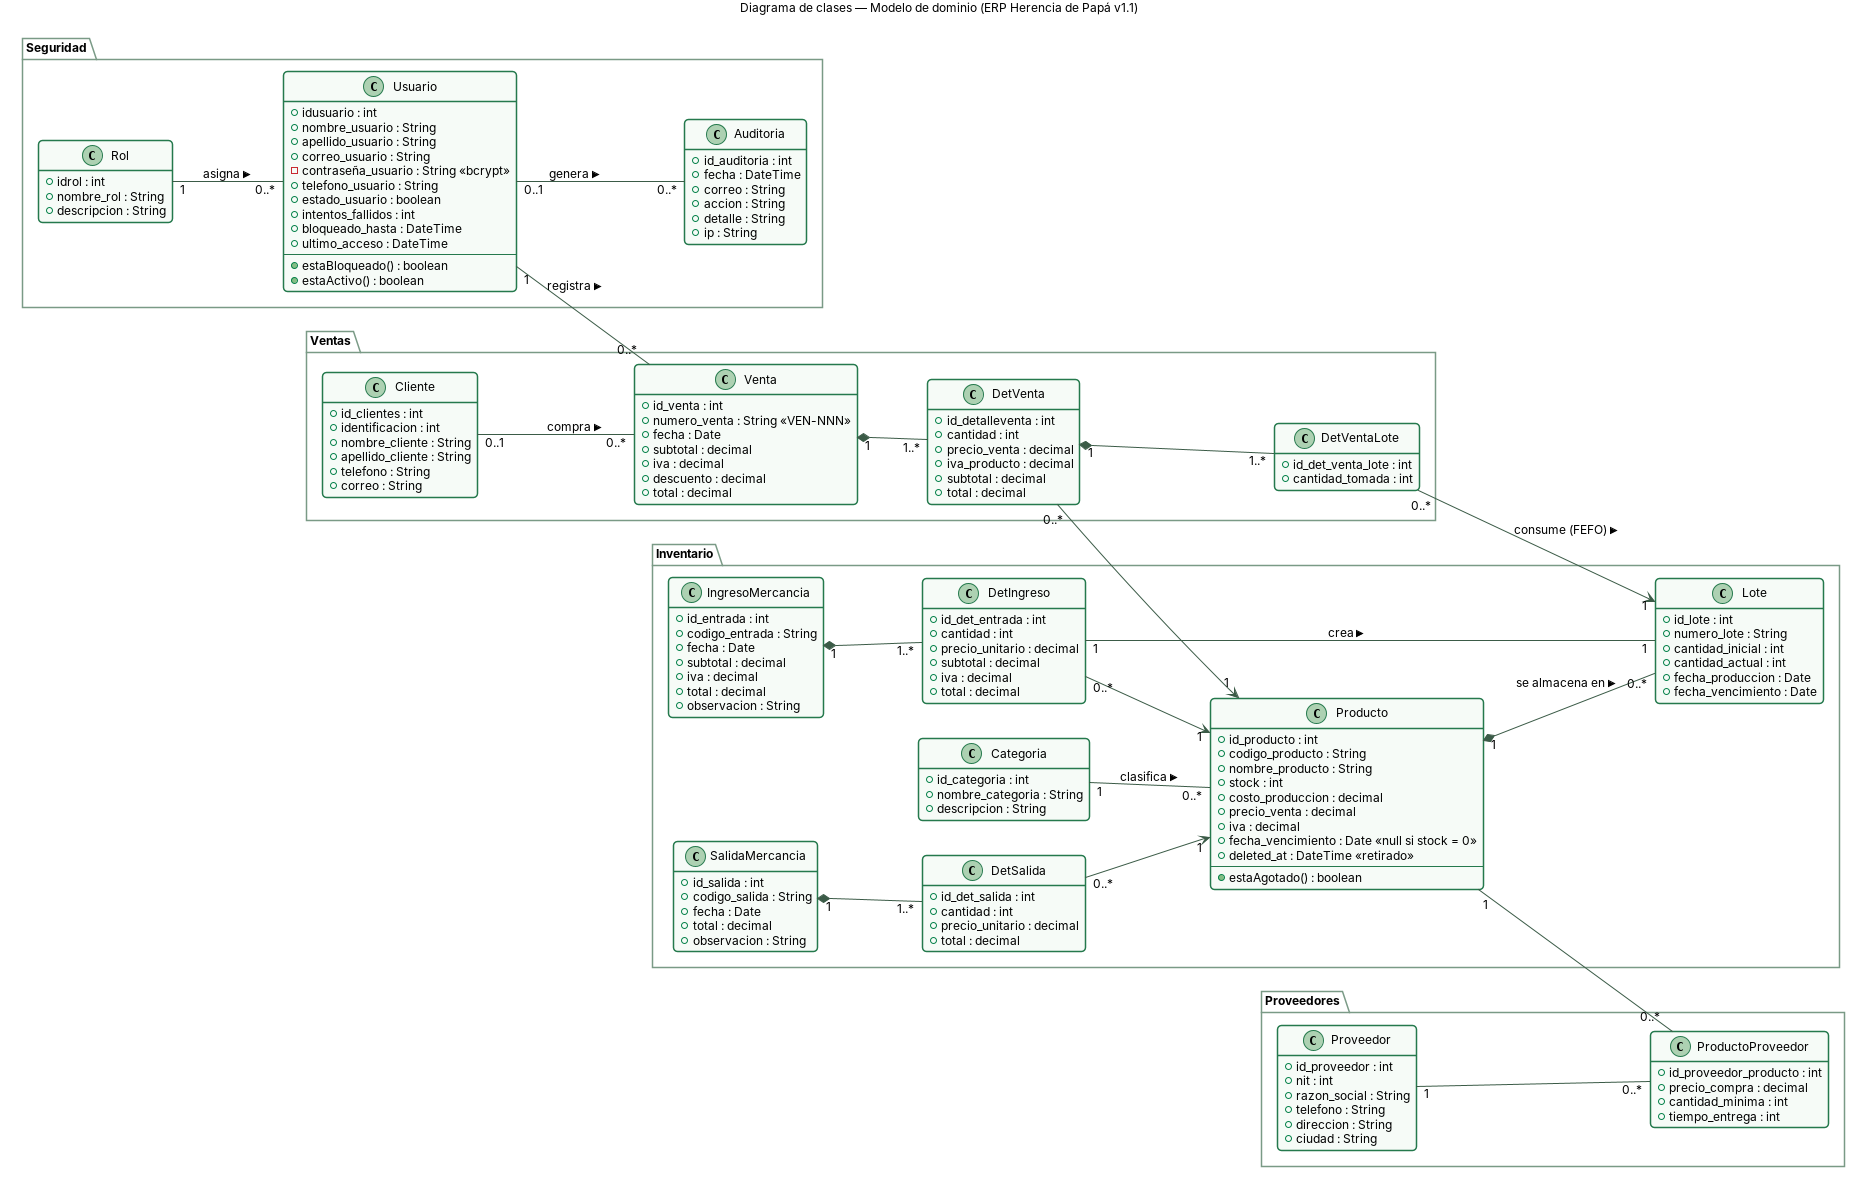 Diagrama de clases — Modelo de dominio (ERP Herencia de Papá v1.1)
Seguridad
C Rol
idrol : int
nombre_rol : String
descripcion : String
1
asigna ▶
0..*
C Usuario
idusuario : int
nombre_usuario : String
apellido_usuario : String
correo_usuario : String
contraseña_usuario : String «bcrypt»
telefono_usuario : String
estado_usuario : boolean
intentos_fallidos : int
bloqueado_hasta : DateTime
ultimo_acceso : DateTime
estaBloqueado() : boolean
estaActivo() : boolean
0..1
genera ▶
0..*
C Auditoria
id_auditoria : int
fecha : DateTime
correo : String
accion : String
detalle : String
ip : String
1
registra ▶
0..*
Ventas
C Cliente
id_clientes : int
identificacion : int
nombre_cliente : String
apellido_cliente : String
telefono : String
correo : String
0..1
compra ▶
0..*
C Venta
id_venta : int
numero_venta : String «VEN-NNN»
fecha : Date
subtotal : decimal
iva : decimal
descuento : decimal
total : decimal
1
1..*
C DetVenta
id_detalleventa : int
cantidad : int
precio_venta : decimal
iva_producto : decimal
subtotal : decimal
total : decimal
1
1..*
C DetVentaLote
id_det_venta_lote : int
cantidad_tomada : int
0..*
consume (FEFO) ▶
1
0..*
1
Inventario
C IngresoMercancia
id_entrada : int
codigo_entrada : String
fecha : Date
subtotal : decimal
iva : decimal
total : decimal
observacion : String
1
1..*
C DetIngreso
id_det_entrada : int
cantidad : int
precio_unitario : decimal
subtotal : decimal
iva : decimal
total : decimal
1
crea ▶
1
0..*
1
C Lote
id_lote : int
numero_lote : String
cantidad_inicial : int
cantidad_actual : int
fecha_produccion : Date
fecha_vencimiento : Date
se almacena en ▶
0..*
1
C Categoria
id_categoria : int
nombre_categoria : String
descripcion : String
1
clasifica ▶
0..*
C Producto
id_producto : int
codigo_producto : String
nombre_producto : String
stock : int
costo_produccion : decimal
precio_venta : decimal
iva : decimal
fecha_vencimiento : Date «null si stock = 0»
deleted_at : DateTime «retirado»
estaAgotado() : boolean
C SalidaMercancia
id_salida : int
codigo_salida : String
fecha : Date
total : decimal
observacion : String
1
1..*
C DetSalida
id_det_salida : int
cantidad : int
precio_unitario : decimal
total : decimal
0..*
1
1
0..*
Proveedores
C Proveedor
id_proveedor : int
nit : int
razon_social : String
telefono : String
direccion : String
ciudad : String
1
0..*
C ProductoProveedor
id_proveedor_producto : int
precio_compra : decimal
cantidad_minima : int
tiempo_entrega : int